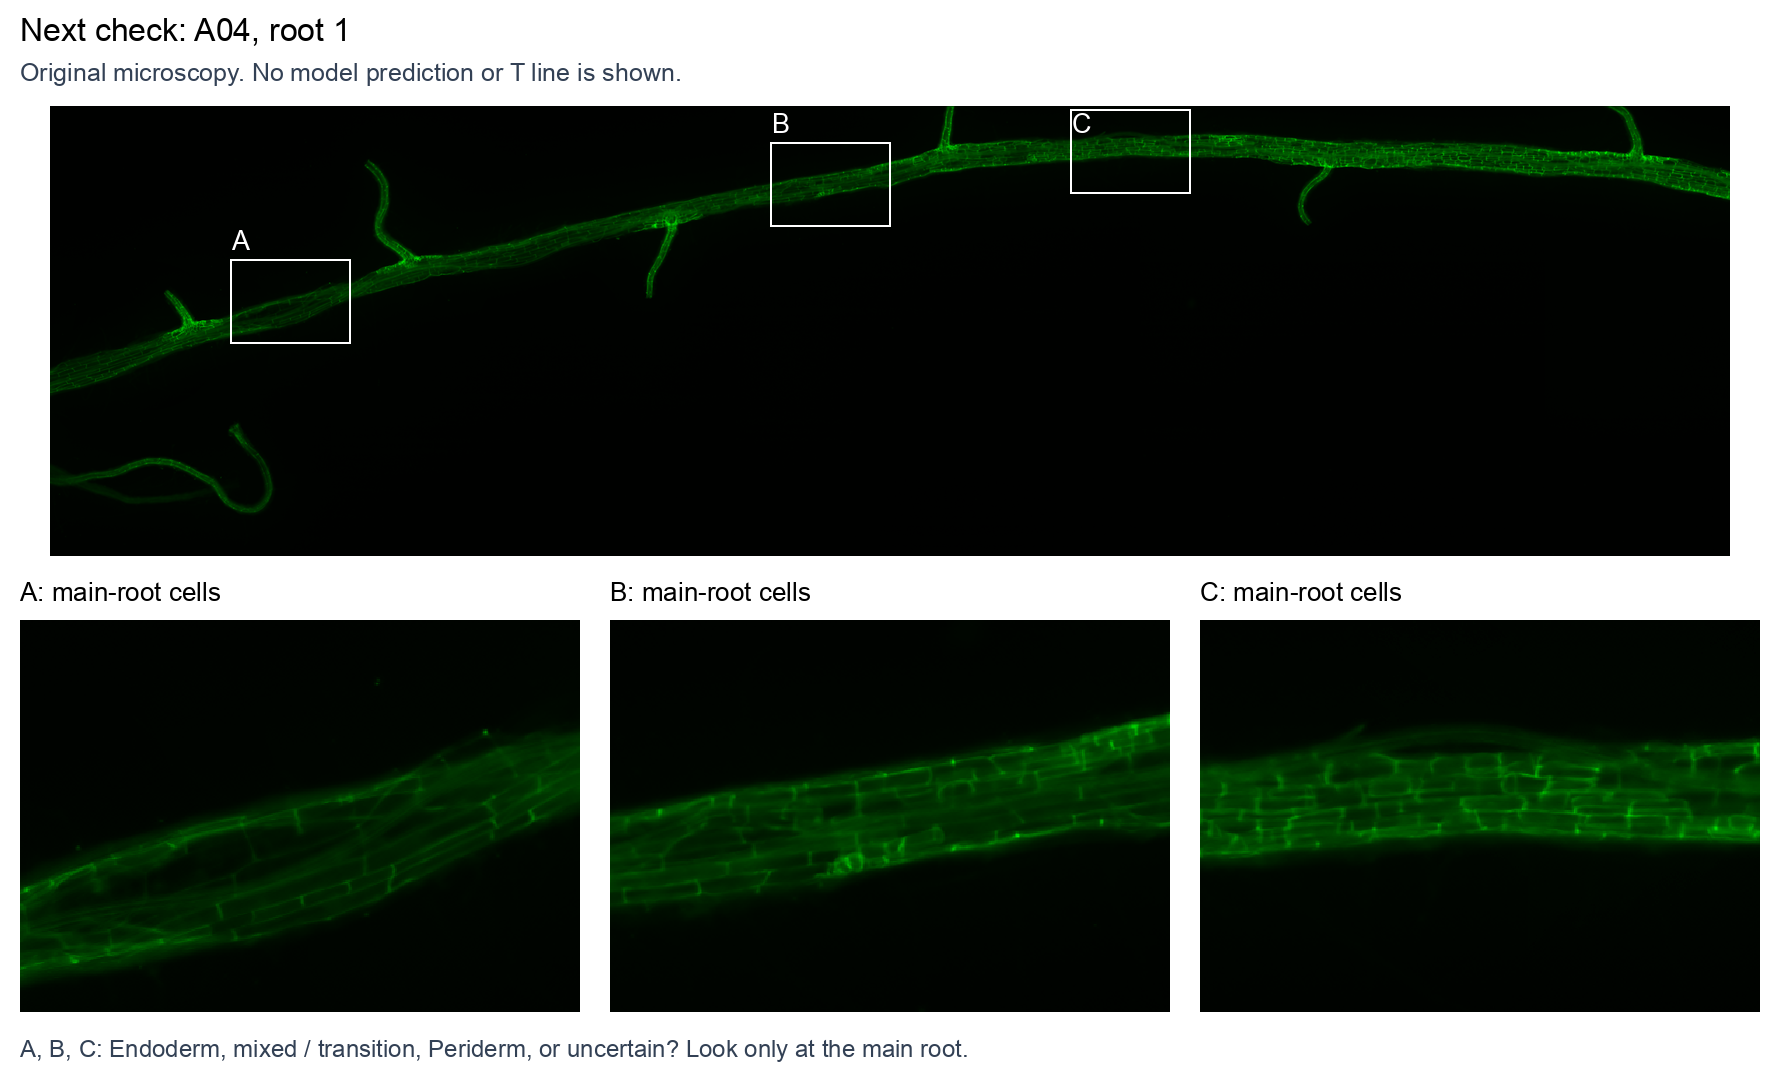 Next check: A04, root 1
Original microscopy. No model prediction or T line is shown.
A
B
C
A: main-root cells
B: main-root cells
C: main-root cells
A, B, C: Endoderm, mixed / transition, Periderm, or uncertain? Look only at the main root.